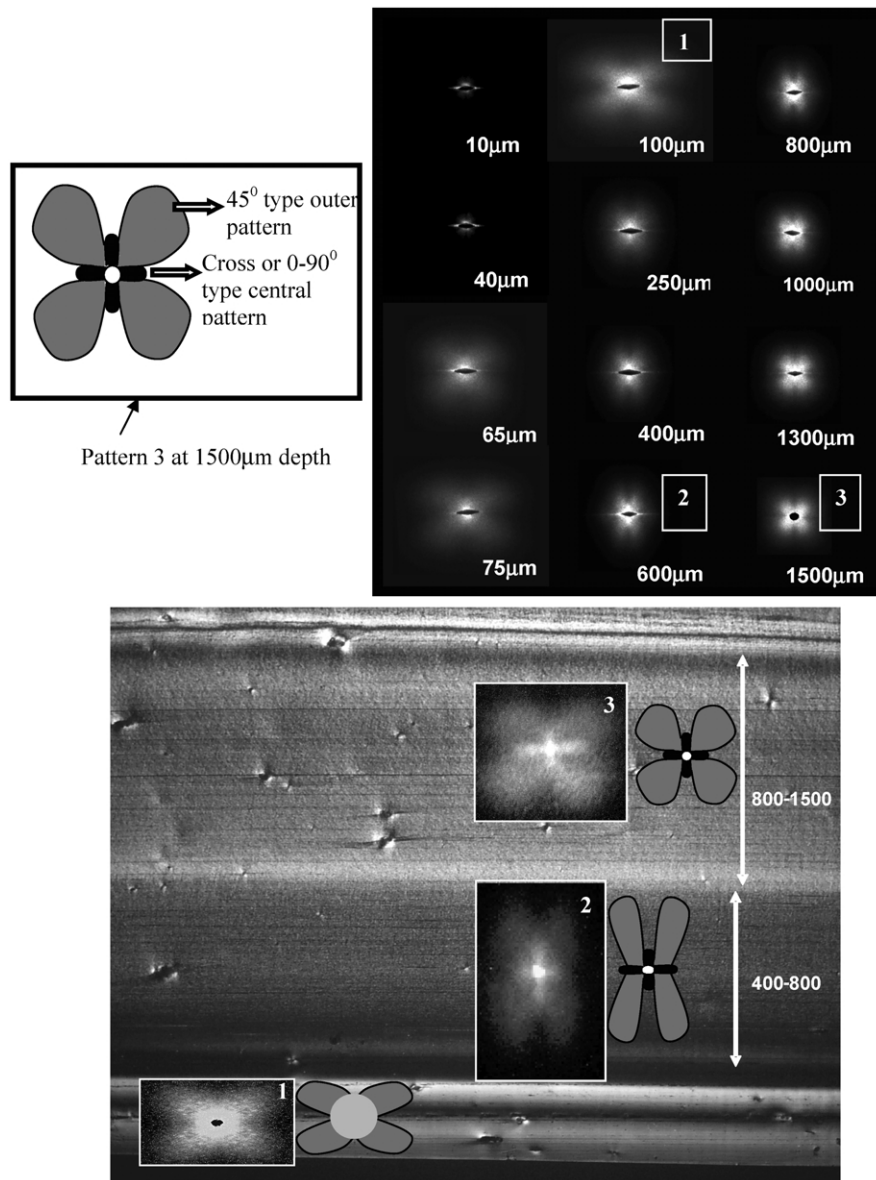 45⁰ type outer
pattern
Cross or 0-90⁰
type central
pattern
Pattern 3 at 1500μm depth
1
10μm
100μm
800μm
40μm
250μm
1000μm
65μm
400μm
1300μm
2
3
75μm
600μm
1500μm
3
800-1500
2
400-800
1